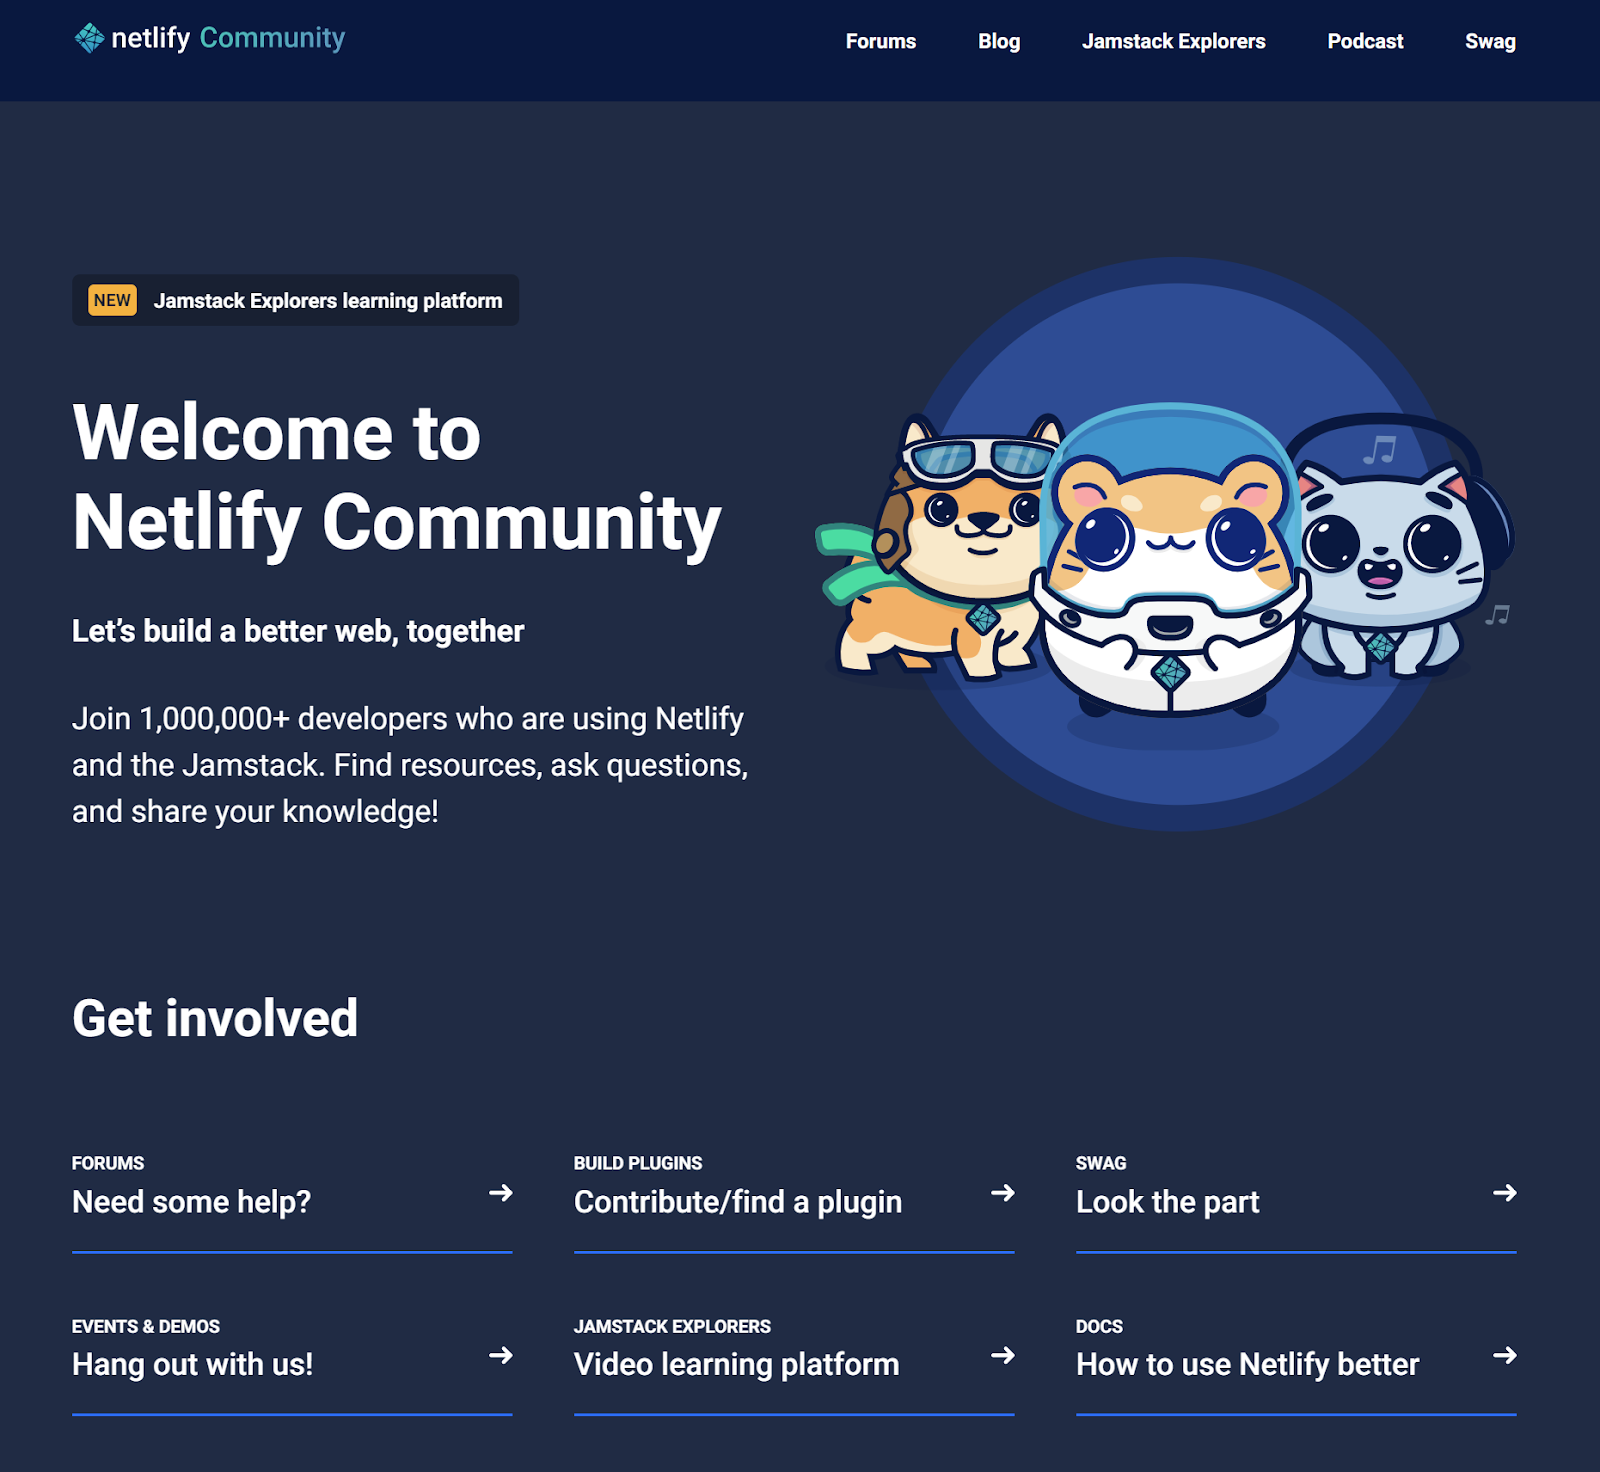 netlify Community
Forums
Blog
Jamstack Explorers
Podcast
Swag
NEW Jamstack Explorers learning platform
Welcome to
Netlify Community
Let’s build a better web, together
Join 1,000,000+ developers who are using Netlify
and the Jamstack. Find resources, ask questions,
and share your knowledge!
Get involved
FORUMS
Need some help?
BUILD PLUGINS
Contribute/find a plugin
SWAG
Look the part
EVENTS & DEMOS
Hang out with us!
JAMSTACK EXPLORERS
Video learning platform
DOCS
How to use Netlify better